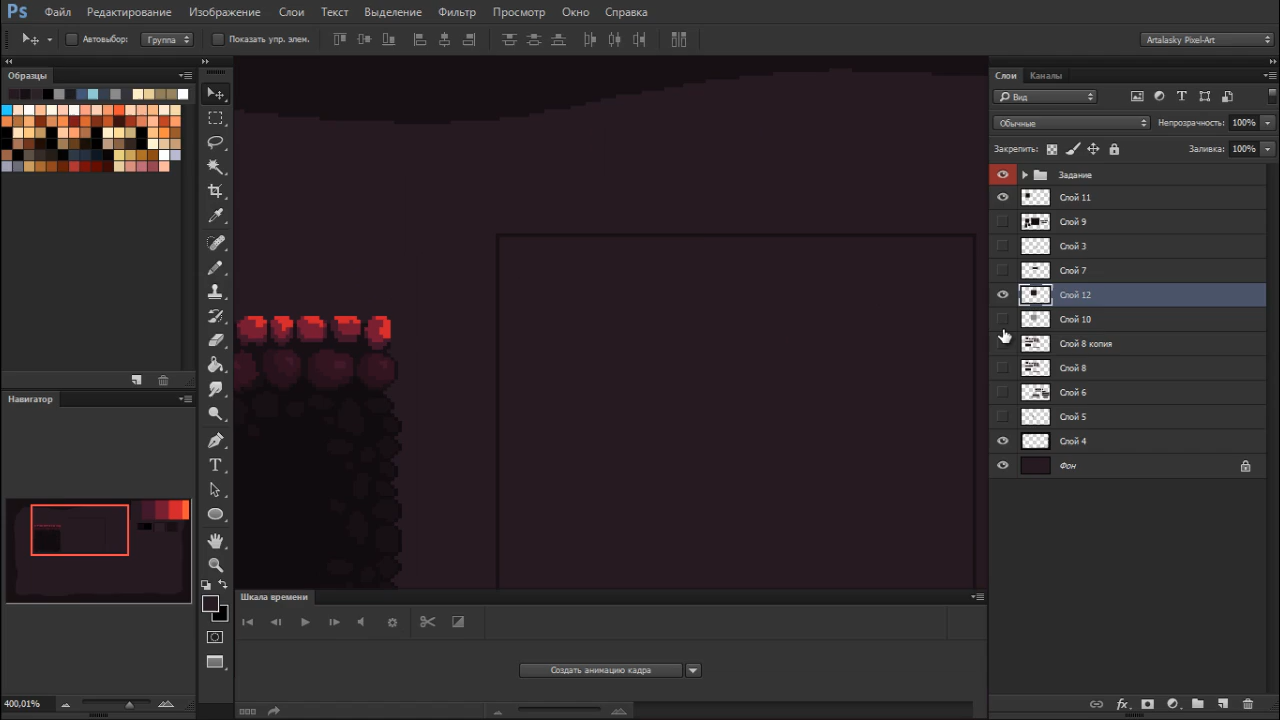 Ps Файл Редактирование Изображение Слои Текст Выделение Фильтр Просмотр Окно Справка
Автовыбор: Группа Показать упр. элем. Artalasky Pixel-Art
Образцы
Слои Каналы
Вид
Обычные Непрозрачность: 100%
Закрепить: Заливка: 100%
Задание
Слой 11
Слой 9
Слой 3
Слой 7
Слой 12
Слой 10
Слой 8 копия
Слой 8
Слой 6
Слой 5
Слой 4
Фон
Навигатор
400,01%
Шкала времени
Создать анимацию кадра